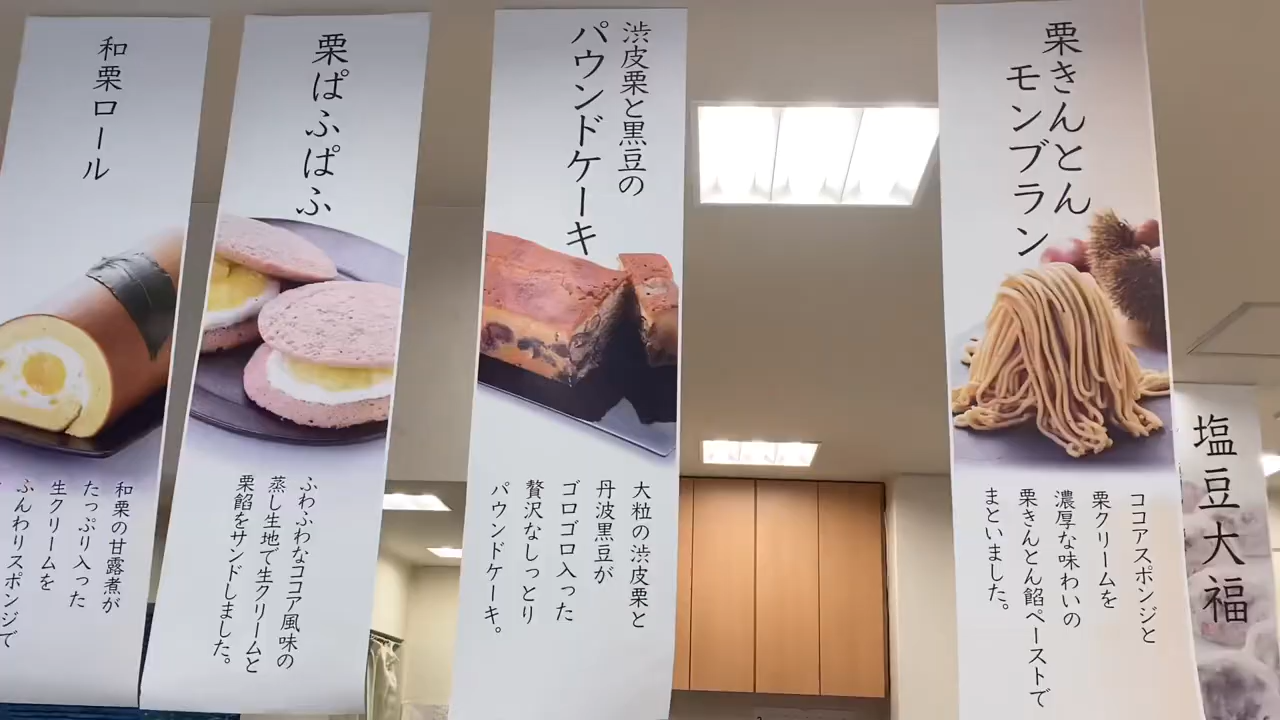 和栗ロール
和栗の甘露煮が
たっぷり入った
生クリームを
ふんわりスポンジで
栗ぱふぱふ
ふわふわなココア風味の
蒸し生地で生クリームと
栗餡をサンドしました。
渋皮栗と黒豆の
パウンドケーキ
大粒の渋皮栗と
丹波黒豆が
ゴロゴロ入った
贅沢なしっとり
パウンドケーキ。
栗きんとん
モンブラン
ココアスポンジと
栗クリームを
濃厚な味わいの
栗きんとん餡ペーストで
まといました。
塩豆大福